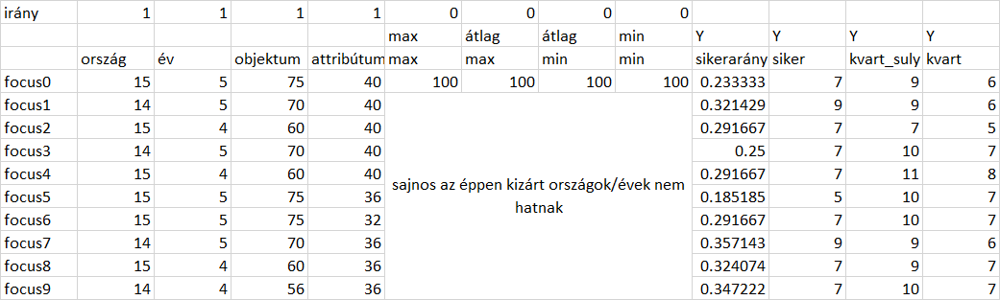 irány 1 1 1 1 0 0 0 0
max átlag átlag min Y Y Y Y
ország év objektum attribútum max max min min sikerarány siker kvart_suly kvart
focus0 15 5 75 40 100 100 100 100 0.233333 7 9 6
focus1 14 5 70 40 0.321429 9 9 6
focus2 15 4 60 40 0.291667 7 7 5
focus3 14 5 70 40 0.25 7 10 7
focus4 15 4 60 40 0.291667 7 11 8
sajnos az éppen kizárt országok/évek nem
hatnak
focus5 15 5 75 36 0.185185 5 10 7
focus6 15 5 75 32 0.291667 7 10 7
focus7 14 5 70 36 0.357143 9 9 6
focus8 15 4 60 36 0.324074 7 9 7
focus9 14 4 56 36 0.347222 7 10 7